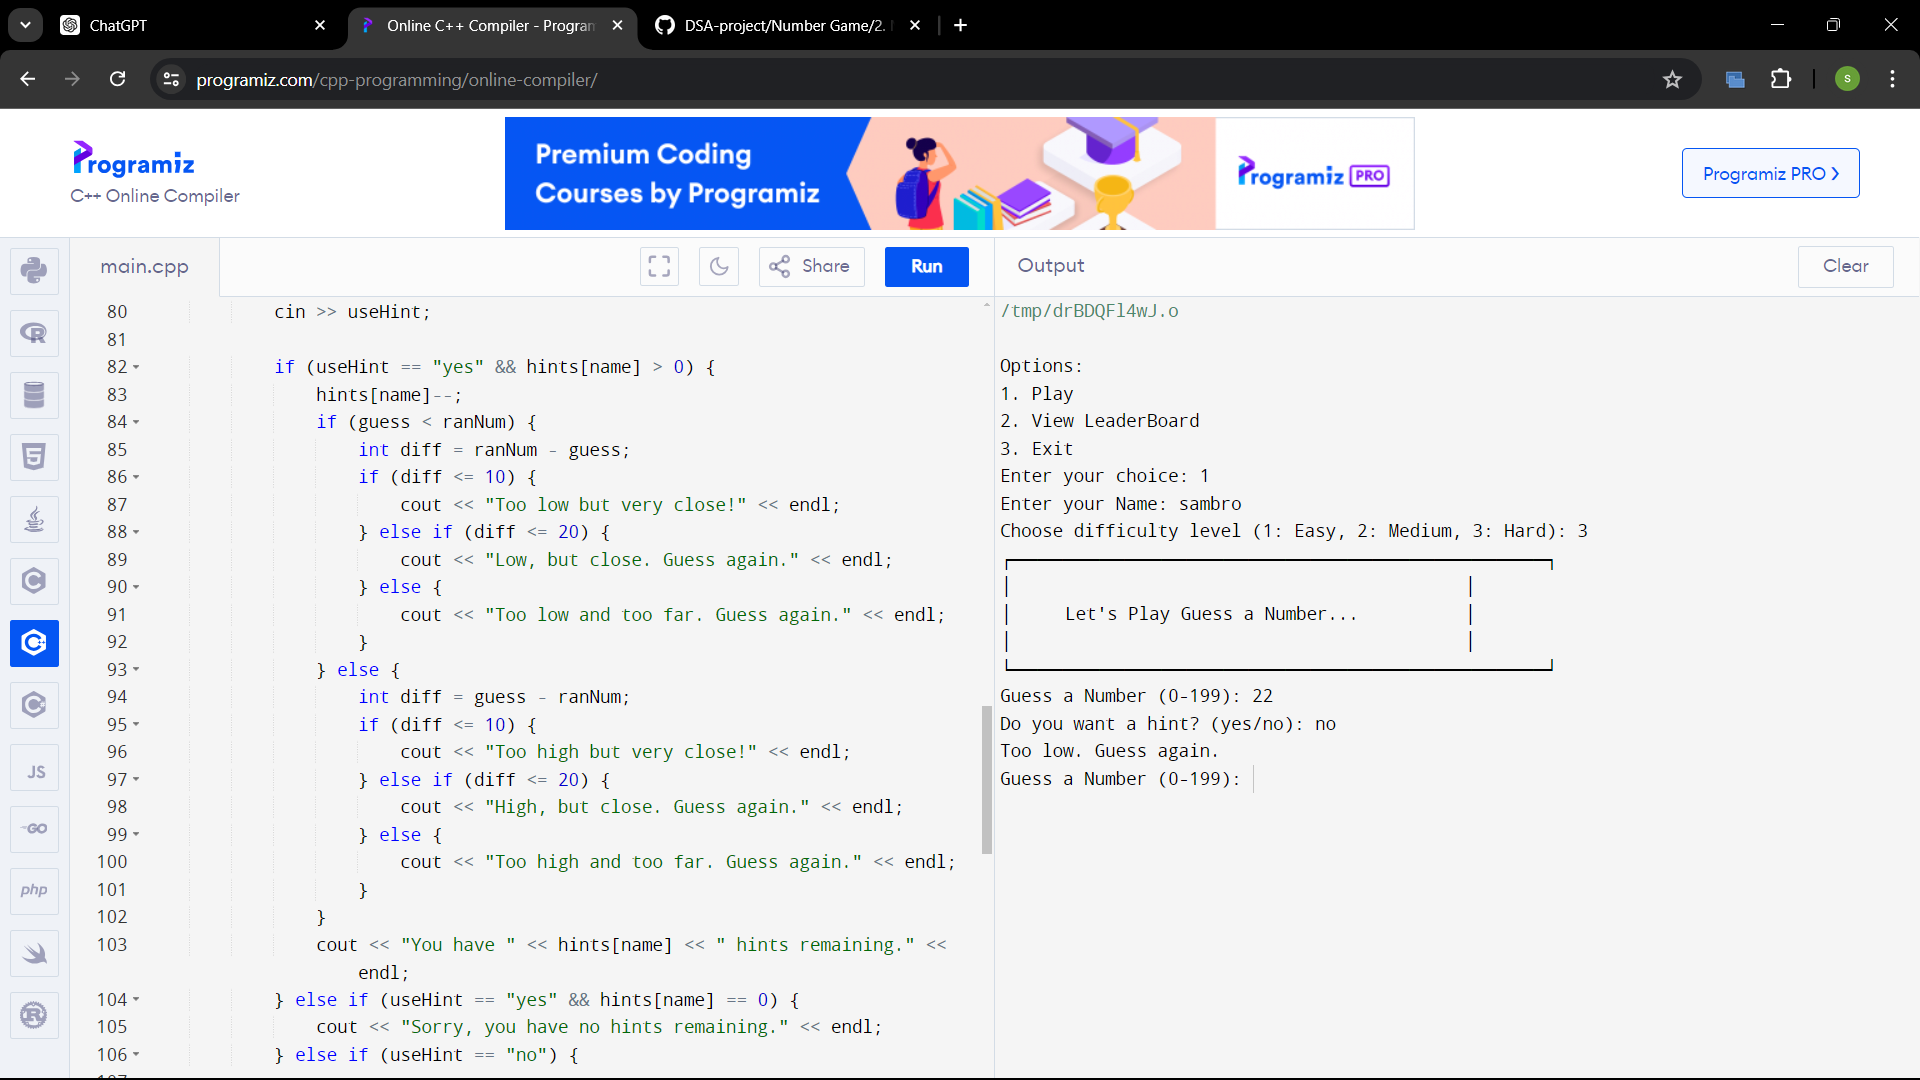 ChatGPT
Online C++ Compiler - Program
DSA-project/Number Game/2.
programiz.com/cpp-programming/online-compiler/
S
Programiz
C++ Online Compiler
Premium Coding
Courses by Programiz
Programiz PRO
Programiz PRO
main.cpp
Share
Run
Output
Clear
80 cin >> useHint;
81
82 if (useHint == "yes" && hints[name] > 0) {
83 hints[name]--;
84 if (guess < ranNum) {
85 int diff = ranNum - guess;
86 if (diff <= 10) {
87 cout << "Too low but very close!" << endl;
88 } else if (diff <= 20) {
89 cout << "Low, but close. Guess again." << endl;
90 } else {
91 cout << "Too low and too far. Guess again." << endl;
92 }
93 } else {
94 int diff = guess - ranNum;
95 if (diff <= 10) {
96 cout << "Too high but very close!" << endl;
97 } else if (diff <= 20) {
98 cout << "High, but close. Guess again." << endl;
99 } else {
100 cout << "Too high and too far. Guess again." << endl;
101 }
102 }
103 cout << "You have " << hints[name] << " hints remaining." <<
endl;
104 } else if (useHint == "yes" && hints[name] == 0) {
105 cout << "Sorry, you have no hints remaining." << endl;
106 } else if (useHint == "no") {
JS
GO
php
/tmp/drBDQFl4wJ.o
Options:
1. Play
2. View LeaderBoard
3. Exit
Enter your choice: 1
Enter your Name: sambro
Choose difficulty level (1: Easy, 2: Medium, 3: Hard): 3
Let's Play Guess a Number...
Guess a Number (0-199): 22
Do you want a hint? (yes/no): no
Too low. Guess again.
Guess a Number (0-199):